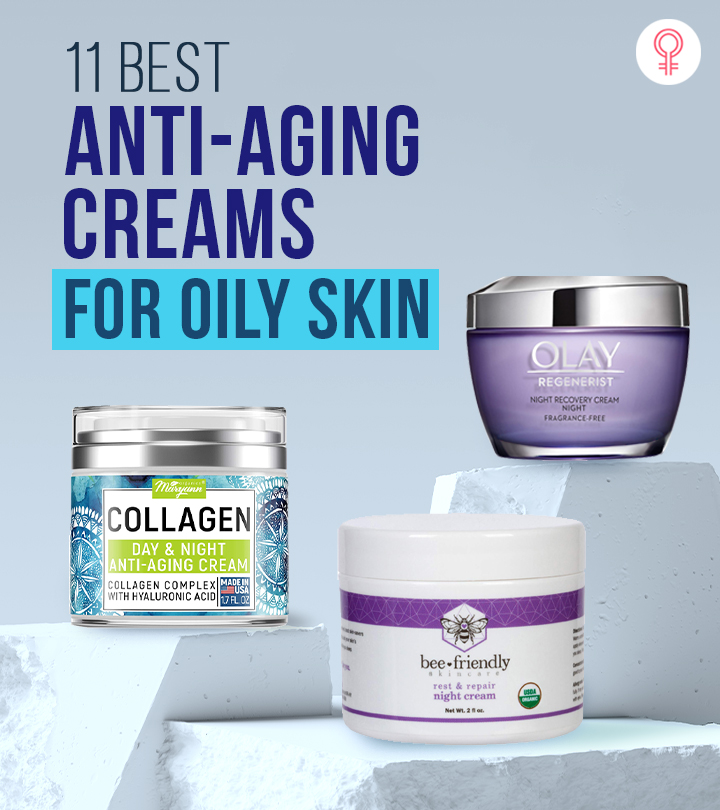 11 BEST
ANTI-AGING
CREAMS
FOR OILY SKIN
OLAY
REGENERIST
NIGHT RECOVERY CREAM
NIGHT
FRAGRANCE-FREE
Maryann
COLLAGEN
DAY & NIGHT
ANTI-AGING CREAM
COLLAGEN COMPLEX
WITH HYALURONIC ACID
MADE IN
USA
1.7 FL. OZ
bee•friendly
skincare
rest & repair
night cream
Net Wt. 2 fl oz.
USDA
ORGANIC